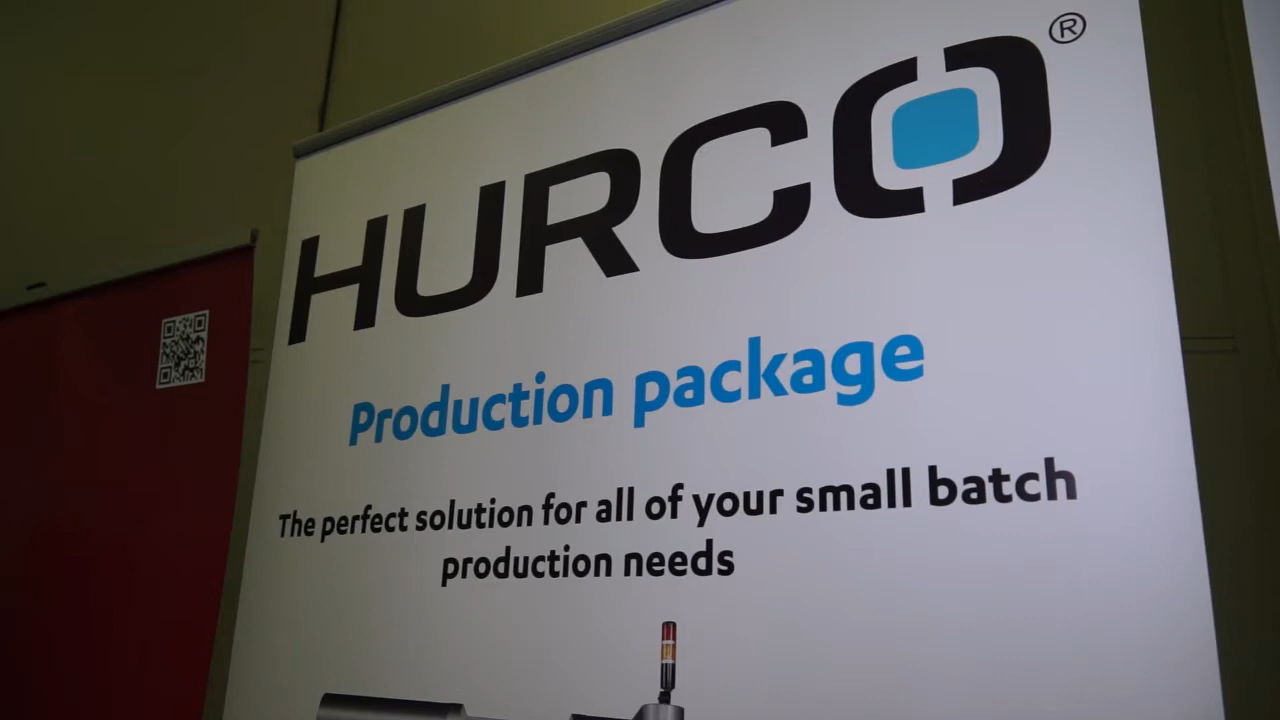 HURCO®
Production package
The perfect solution for all of your small batch
production needs